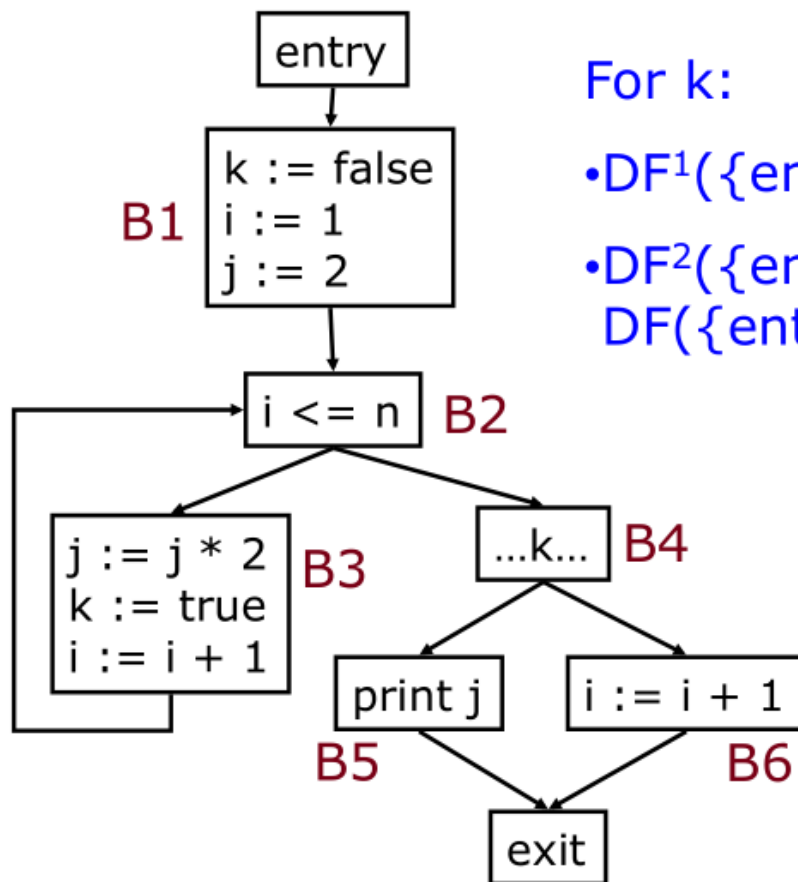 entry
For k:
k := false
i := 1
j := 2
B1
•DF¹({en
•DF²({en
DF({ent
i <= n
B2
j := j * 2
k := true
i := i + 1
B3
...k...
B4
print j
B5
i := i + 1
B6
exit